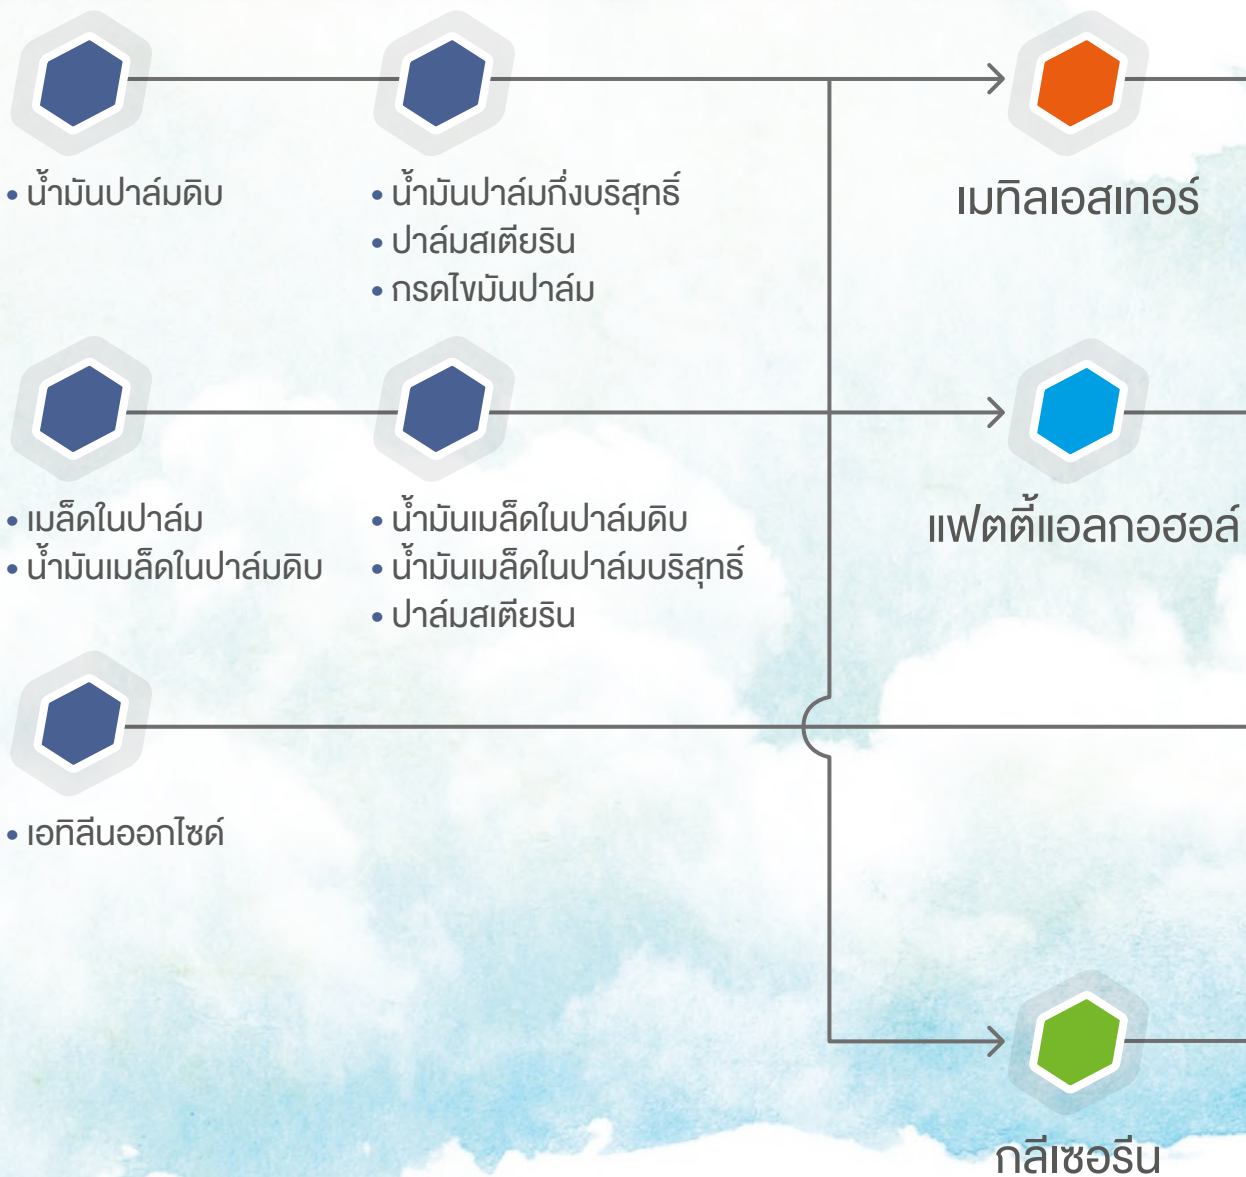 • น้ำมันปาล์มดิบ
• น้ำมันปาล์มกึ่งบริสุทธิ์
• ปาล์มสเตียริน
• กรดไขมันปาล์ม
เมทิลเอสเทอร์
• เมล็ดในปาล์ม
• น้ำมันเมล็ดในปาล์มดิบ
• น้ำมันเมล็ดในปาล์มดิบ
• น้ำมันเมล็ดในปาล์มบริสุทธิ์
• ปาล์มสเตียริน
แฟตตี้แอลกอฮอล์
• เอทิลีนออกไซด์
กลีเซอรีน